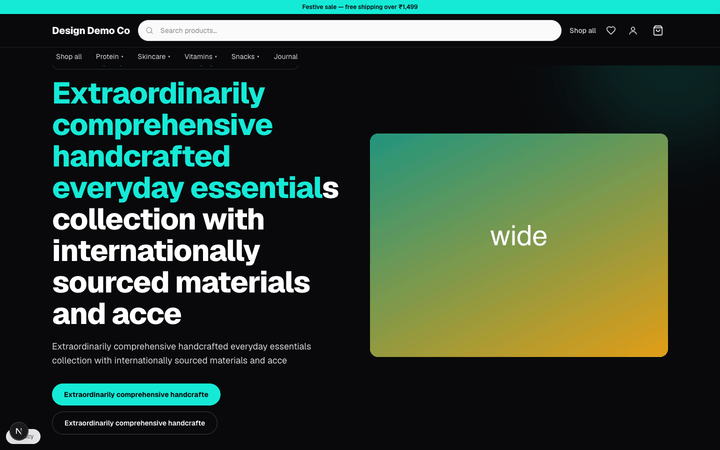 Festive sale — free shipping over ₹1,499
Design Demo Co
Search products...
Shop all
Shop all
Protein
Skincare
Vitamins
Snacks
Journal
Extraordinarily
comprehensive
handcrafted
everyday essentials
collection with
internationally
sourced materials
and acce
wide
Extraordinarily comprehensive handcrafted everyday essentials
collection with internationally sourced materials and acce
Extraordinarily comprehensive handcrafte
Extraordinarily comprehensive handcrafte
N